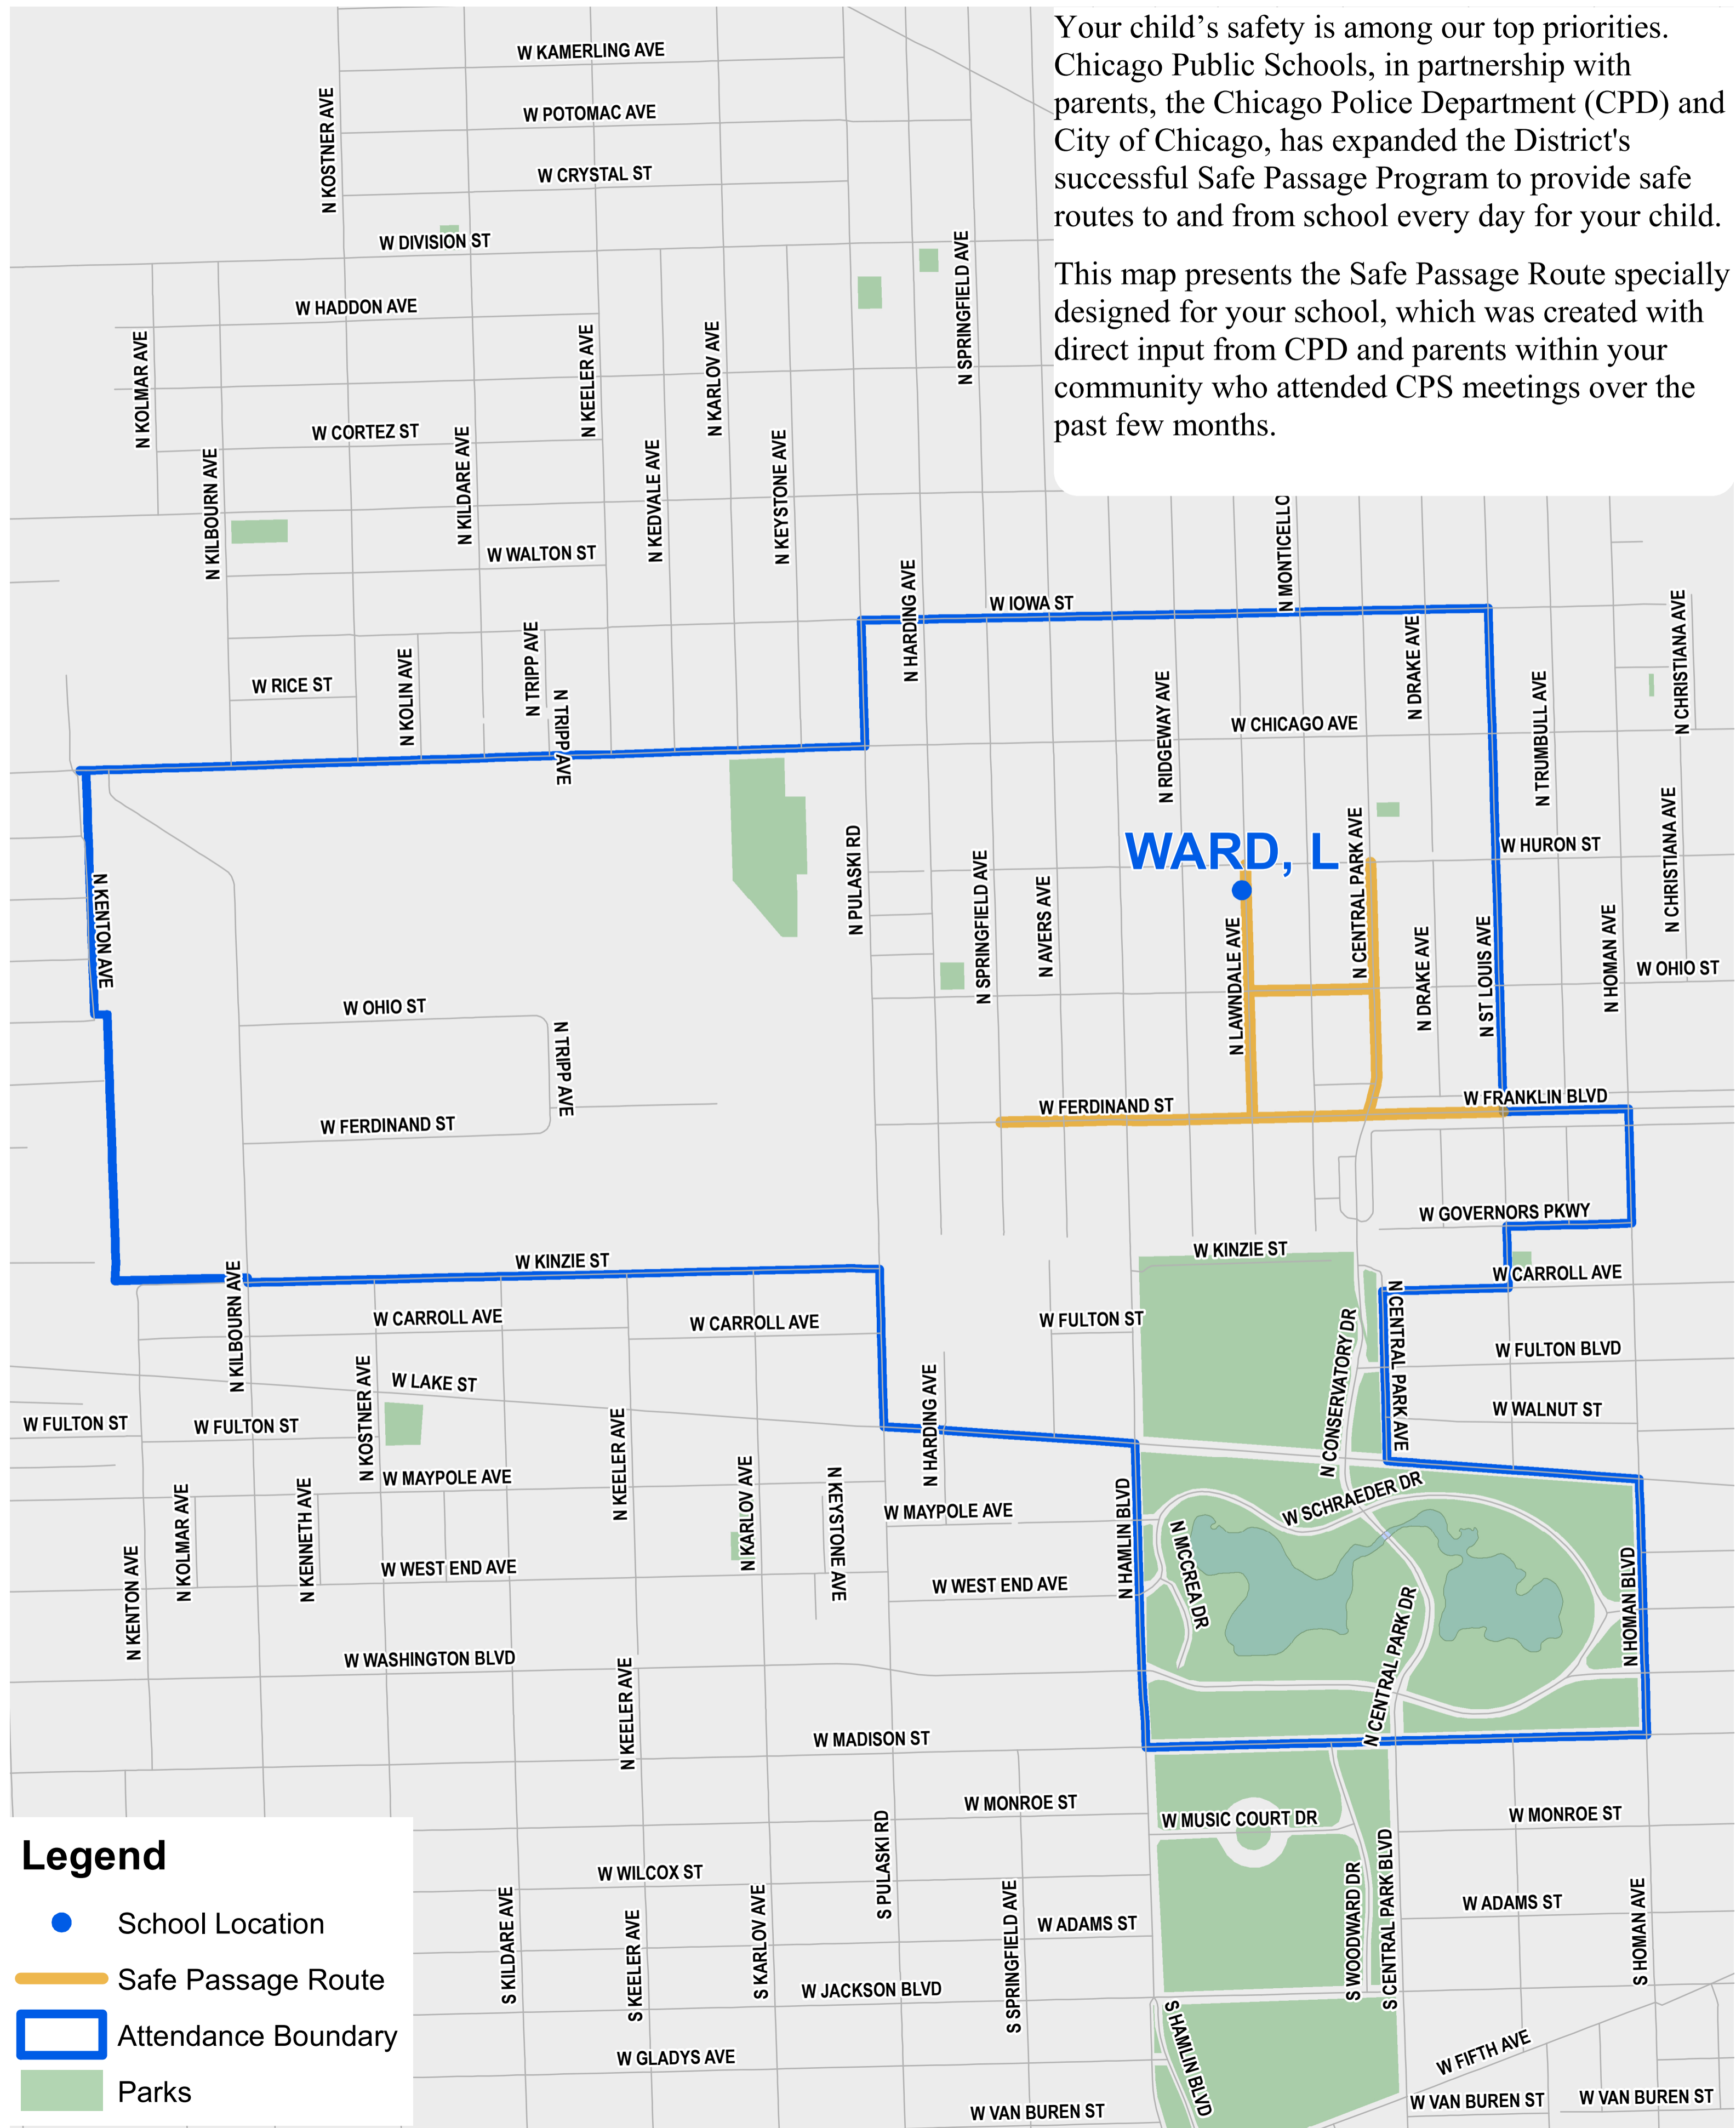 Your child’s safety is among our top priorities.
Chicago Public Schools, in partnership with
parents, the Chicago Police Department (CPD) and
City of Chicago, has expanded the District's
successful Safe Passage Program to provide safe
routes to and from school every day for your child.
This map presents the Safe Passage Route specially
designed for your school, which was created with
direct input from CPD and parents within your
community who attended CPS meetings over the
past few months.
W KAMERLING AVE
N KOSTNER AVE
W POTOMAC AVE
W CRYSTAL ST
W DIVISION ST
N SPRINGFIELD AVE
W HADDON AVE
N KOLMAR AVE
N KEELER AVE
N KARLOV AVE
W CORTEZ ST
N KILBOURN AVE
N KILDARE AVE
N KEDVALE AVE
N KEYSTONE AVE
W WALTON ST
N HARDING AVE
W IOWA ST
N MONTICELLO
N CHRISTIANA AVE
W RICE ST
N KOLIN AVE
N TRIPP AVE
N TRIPP AVE
N RIDGEWAY AVE
W CHICAGO AVE
N DRAKE AVE
N TRUMBULL AVE
N PULASKI RD
WARD, L
N CENTRAL PARK AVE
W HURON ST
N CHRISTIANA AVE
N KENTON AVE
N SPRINGFIELD AVE
N AVERS AVE
N LAWNDALE AVE
N DRAKE AVE
N ST LOUIS AVE
N HOMAN AVE
W OHIO ST
W OHIO ST
N TRIPP AVE
W FERDINAND ST
W FERDINAND ST
W FRANKLIN BLVD
W GOVERNORS PKWY
W KINZIE ST
W KINZIE ST
W CARROLL AVE
N KILBOURN AVE
W CARROLL AVE
W CARROLL AVE
W FULTON ST
N CONSERVATORY DR
N CENTRAL PARK AVE
W FULTON BLVD
N KOSTNER AVE
W LAKE ST
N HARDING AVE
W WALNUT ST
W FULTON ST
W FULTON ST
N KEELER AVE
W MAYPOLE AVE
N KARLOV AVE
N KEYSTONE AVE
W MAYPOLE AVE
N HAMLIN BLVD
W SCHRAEDER DR
N KOLMAR AVE
N KENNETH AVE
N MCCREA DR
N KENTON AVE
W WEST END AVE
W WEST END AVE
N CENTRAL PARK DR
N HOMAN BLVD
W WASHINGTON BLVD
N KEELER AVE
W MADISON ST
W MONROE ST
W MUSIC COURT DR
W MONROE ST
W WILCOX ST
S PULASKI RD
S KILDARE AVE
S KEELER AVE
S KARLOV AVE
S SPRINGFIELD AVE
W ADAMS ST
S WOODWARD DR
S CENTRAL PARK BLVD
W ADAMS ST
S HOMAN AVE
W JACKSON BLVD
S HAMLIN BLVD
W GLADYS AVE
W FIFTH AVE
W VAN BUREN ST
W VAN BUREN ST
W VAN BUREN ST
Legend
School Location
Safe Passage Route
Attendance Boundary
Parks